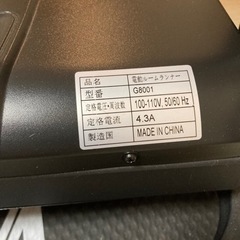 品名 電動ルームランナー
型番 G8001
定格電圧・周波数 100-110V, 50/60 Hz
定格電流 4.3A
製造国 MADE IN CHINA